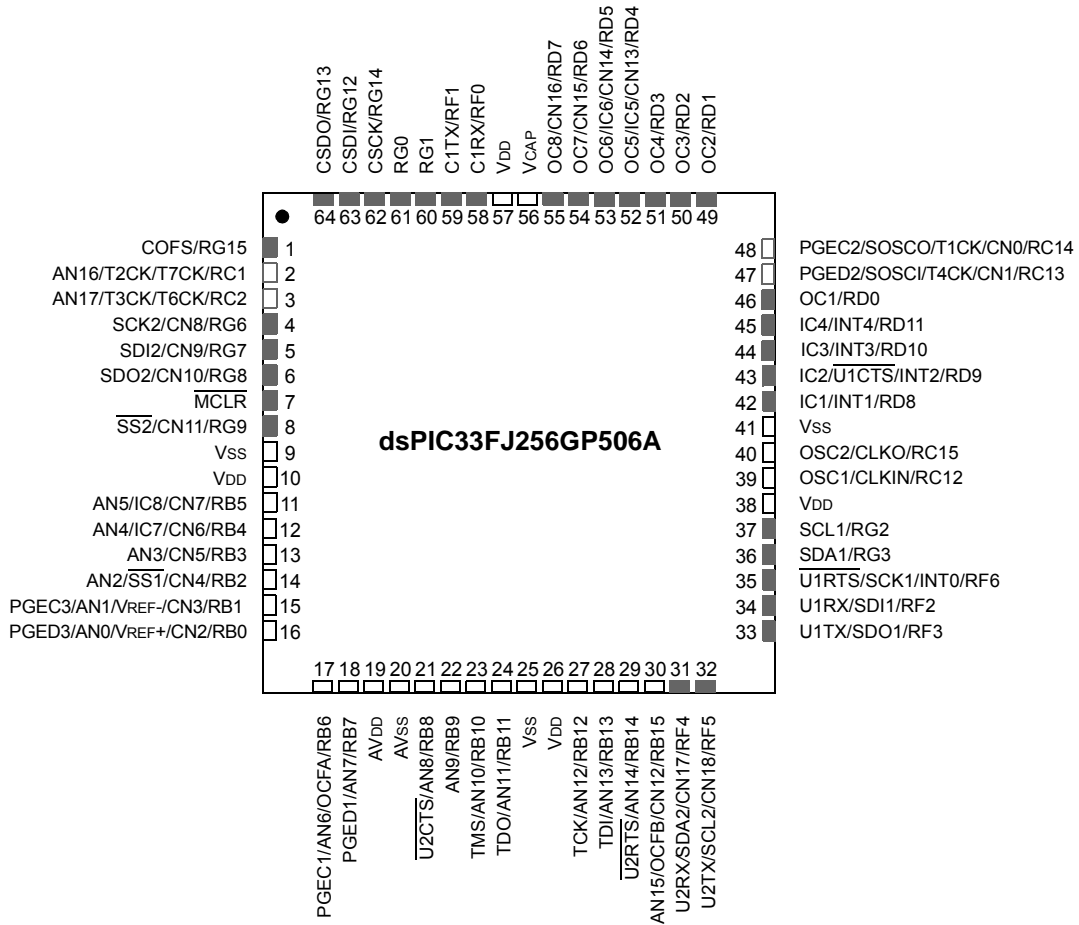 CSDO/RG13
CSDI/RG12
CSCK/RG14
RG0
RG1
C1TX/RF1
C1RX/RF0
VDD
VCAP
OC8/CN16/RD7
OC7/CN15/RD6
OC6/IC6/CN14/RD5
OC5/IC5/CN13/RD4
OC4/RD3
OC3/RD2
OC2/RD1
64 63 62 61 60 59 58 57 56 55 54 53 52 51 50 49
COFS/RG15 1
AN16/T2CK/T7CK/RC1 2
AN17/T3CK/T6CK/RC2 3
SCK2/CN8/RG6 4
SDI2/CN9/RG7 5
SDO2/CN10/RG8 6
MCLR 7
SS2/CN11/RG9 8
VSS 9
VDD 10
AN5/IC8/CN7/RB5 11
AN4/IC7/CN6/RB4 12
AN3/CN5/RB3 13
AN2/SS1/CN4/RB2 14
PGEC3/AN1/VREF-/CN3/RB1 15
PGED3/AN0/VREF+/CN2/RB0 16
dsPIC33FJ256GP506A
48 PGEC2/SOSCO/T1CK/CN0/RC14
47 PGED2/SOSCI/T4CK/CN1/RC13
46 OC1/RD0
45 IC4/INT4/RD11
44 IC3/INT3/RD10
43 IC2/U1CTS/INT2/RD9
42 IC1/INT1/RD8
41 VSS
40 OSC2/CLKO/RC15
39 OSC1/CLKIN/RC12
38 VDD
37 SCL1/RG2
36 SDA1/RG3
35 U1RTS/SCK1/INT0/RF6
34 U1RX/SDI1/RF2
33 U1TX/SDO1/RF3
17 18 19 20 21 22 23 24 25 26 27 28 29 30 31 32
PGEC1/AN6/OCFA/RB6
PGED1/AN7/RB7
AVDD
AVSS
U2CTS/AN8/RB8
AN9/RB9
TMS/AN10/RB10
TDO/AN11/RB11
VSS
VDD
TCK/AN12/RB12
TDI/AN13/RB13
U2RTS/AN14/RB14
AN15/OCFB/CN12/RB15
U2RX/SDA2/CN17/RF4
U2TX/SCL2/CN18/RF5